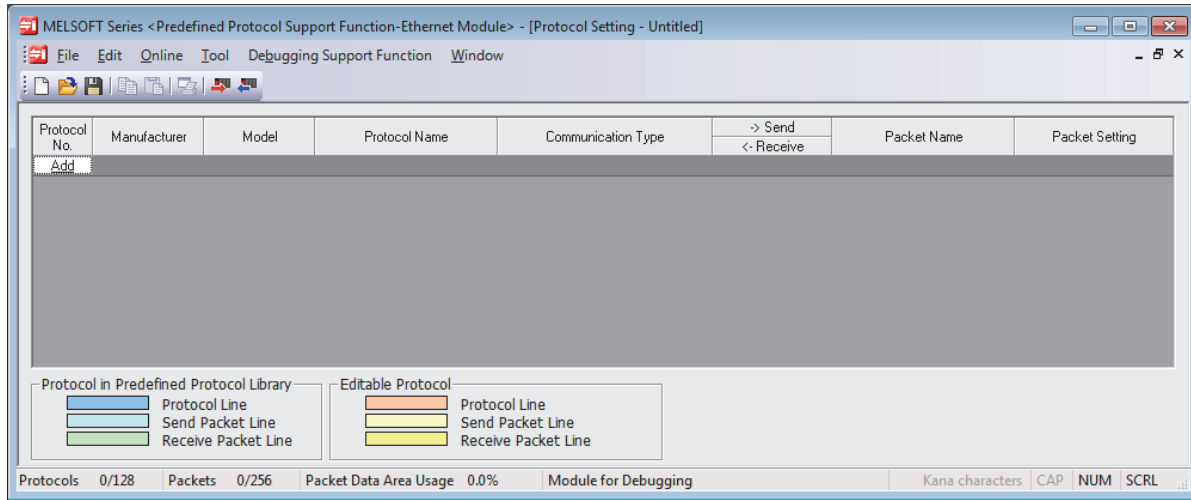 MELSOFT Series <Predefined Protocol Support Function-Ethernet Module> - [Protocol Setting - Untitled]
File Edit Online Tool Debugging Support Function Window
Protocol No. Manufacturer Model Protocol Name Communication Type -> Send <- Receive Packet Name Packet Setting
Add
Protocol in Predefined Protocol Library
Protocol Line
Send Packet Line
Receive Packet Line
Editable Protocol
Protocol Line
Send Packet Line
Receive Packet Line
Protocols 0/128 Packets 0/256 Packet Data Area Usage 0.0% Module for Debugging Kana characters CAP NUM SCRL